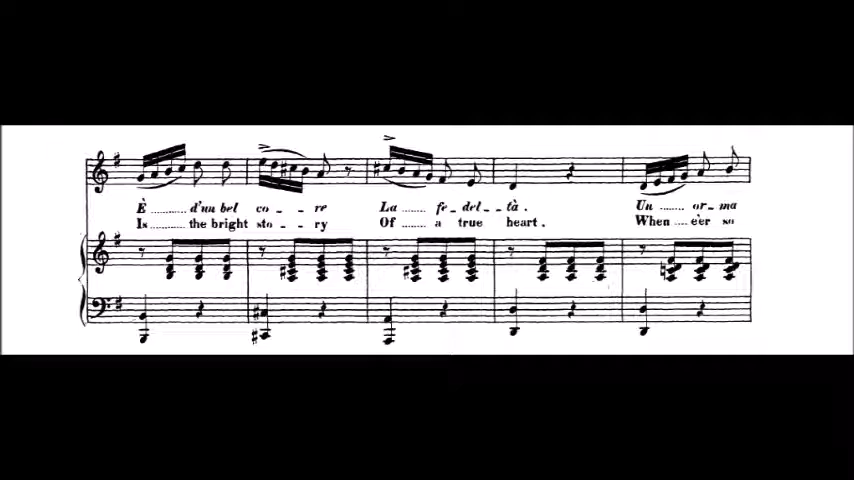 È ........... d'un bel co _ _ re La ........ fe _ del _ _ tà . Un ....... or _ ma
Is ........... the bright sto _ _ ry Of ....... a true heart . When .... e'er so